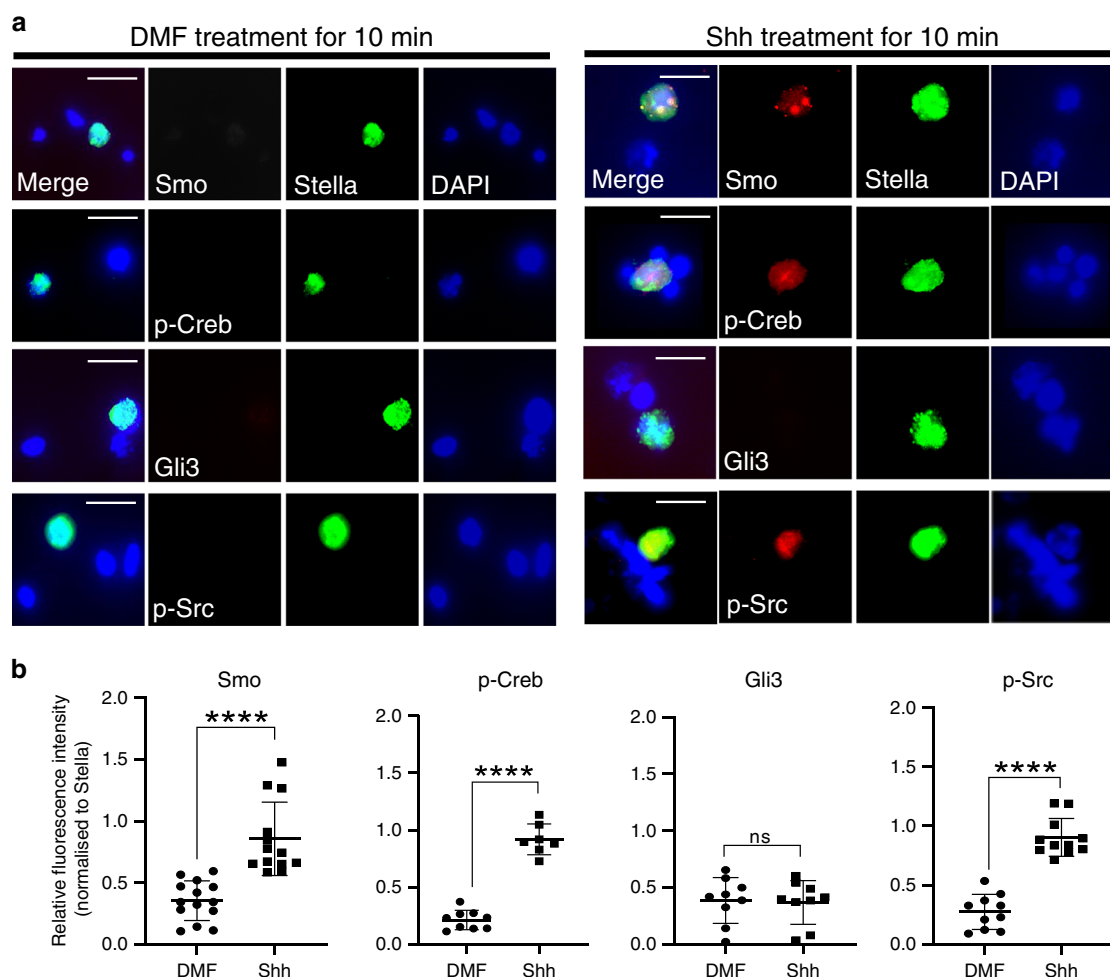 a
DMF treatment for 10 min
Shh treatment for 10 min
Merge Smo Stella DAPI
Merge Smo Stella DAPI
p-Creb
p-Creb
Gli3
Gli3
p-Src
p-Src
b
Relative fluorescence intensity
(normalised to Stella)
Smo
2.0
1.5
1.0
0.5
0.0
****
DMF Shh
p-Creb
2.0
1.5
1.0
0.5
0.0
****
DMF Shh
Gli3
2.0
1.5
1.0
0.5
0.0
ns
DMF Shh
p-Src
2.0
1.5
1.0
0.5
0.0
****
DMF Shh